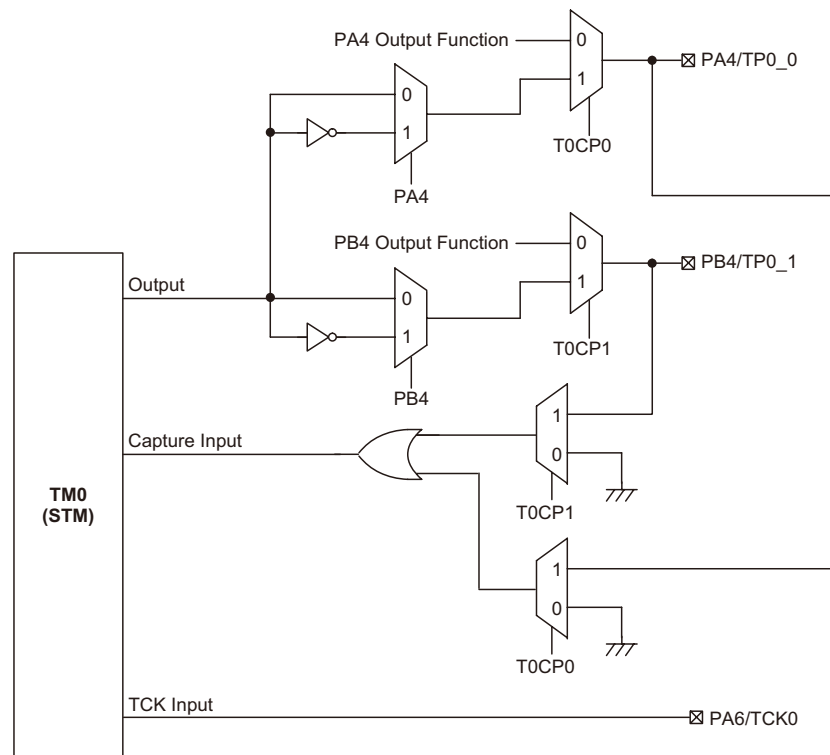 PA4 Output Function
0
1
PA4/TP0_0
T0CP0
0
1
PA4
PB4 Output Function
0
1
PB4/TP0_1
T0CP1
Output
0
1
PB4
Capture Input
1
0
T0CP1
TM0
(STM)
1
0
T0CP0
TCK Input
PA6/TCK0